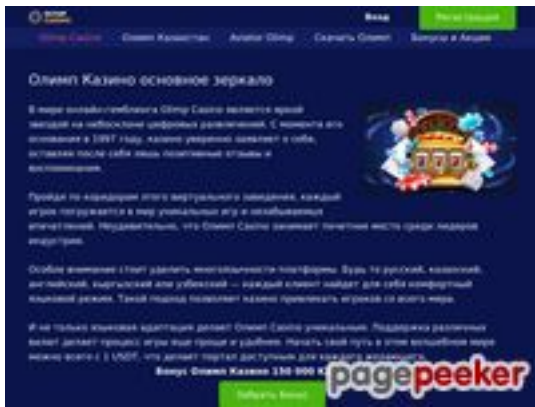 Вход
Регистрация
Olimp Casino Олимп Казахстан Aviator Olimp Скачать Олимп Бонусы и Акции
Олимп Казино основное зеркало
В мире онлайн-гемблинга Olimp Casino является яркой
звездой на небосклоне цифровых развлечений. С момента его
основания в 1997 году, казино уверенно заявляет о себе,
оставляя после себя лишь позитивные отзывы и
воспоминания.
Пройдя по коридорам этого виртуального заведения, каждый
игрок погружается в мир уникальных игр и незабываемых
впечатлений. Неудивительно, что Олимп Casino занимает почетное место среди лидеров
индустрии.
Особое внимание стоит уделить многоязычности платформы. Будь то русский, казахский,
английский, кыргызский или узбекский — каждый клиент найдет для себя комфортный
языковой режим. Такой подход позволяет казино привлекать игроков со всего мира.
И не только языковая адаптация делает Олимп Casino уникальным. Поддержка различных
валют делает процесс игры еще проще и удобнее. Начать свой путь в этом волшебном мире
можно всего с 1 USDT, что делает портал доступным для каждого желающего.
Бонус Олимп Казино 150 000
Забрать Бонус
777
pagepeeker